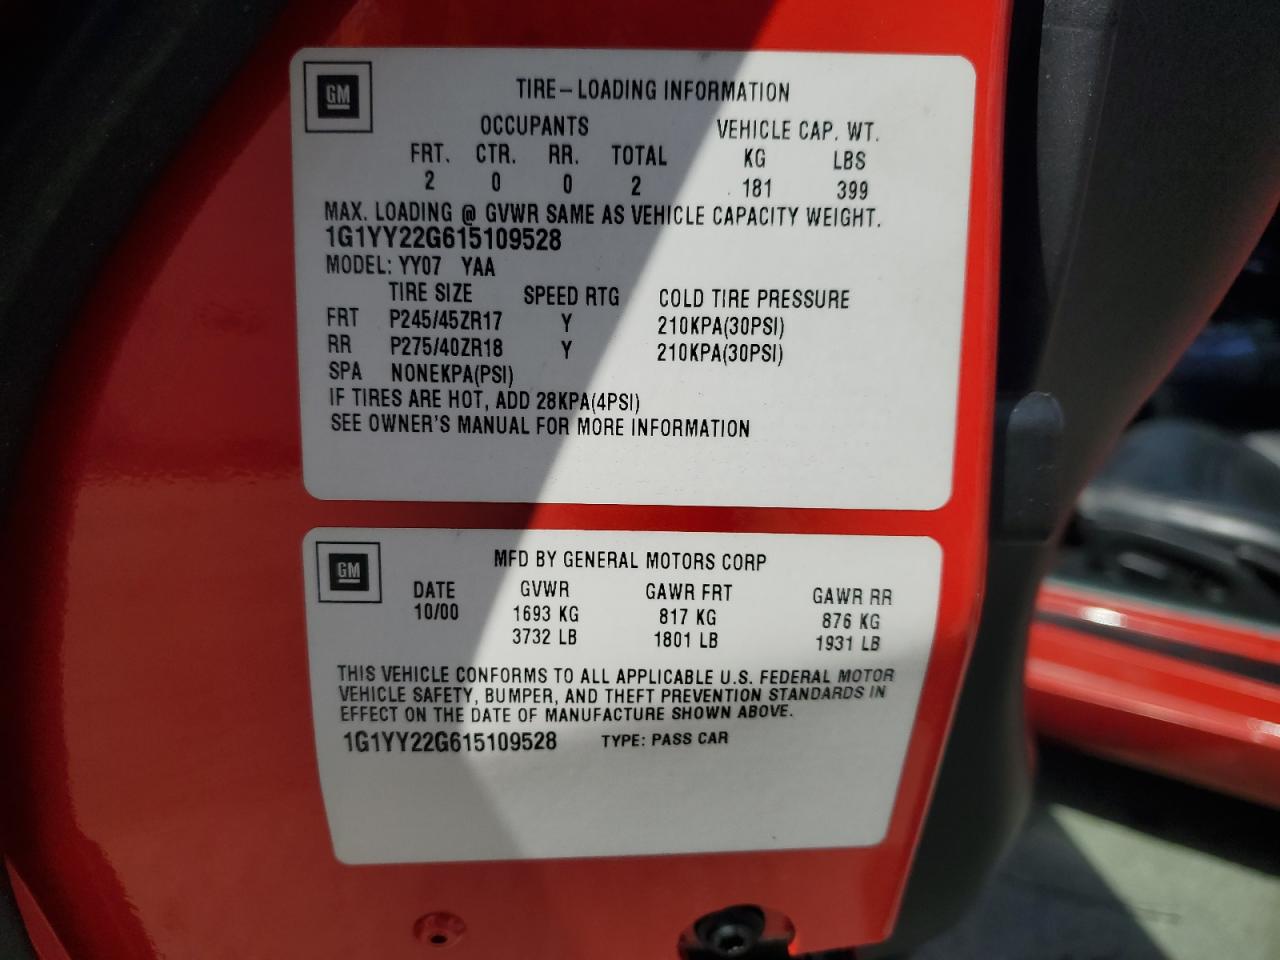 GM
TIRE-LOADING INFORMATION
OCCUPANTS VEHICLE CAP. WT.
FRT. CTR. RR. TOTAL KG LBS
2 0 0 2 181 399
MAX. LOADING @ GVWR SAME AS VEHICLE CAPACITY WEIGHT.
1G1YY22G615109528
MODEL: YY07 YAA
TIRE SIZE SPEED RTG COLD TIRE PRESSURE
FRT P245/45ZR17 Y 210KPA(30PSI)
RR P275/40ZR18 Y 210KPA(30PSI)
SPA NONEKPA(PSI)
IF TIRES ARE HOT, ADD 28KPA(4PSI)
SEE OWNER'S MANUAL FOR MORE INFORMATION
GM
MFD BY GENERAL MOTORS CORP
DATE GVWR GAWR FRT GAWR RR
10/00 1693 KG 817 KG 876 KG
3732 LB 1801 LB 1931 LB
THIS VEHICLE CONFORMS TO ALL APPLICABLE U.S. FEDERAL MOTOR
VEHICLE SAFETY, BUMPER, AND THEFT PREVENTION STANDARDS IN
EFFECT ON THE DATE OF MANUFACTURE SHOWN ABOVE.
1G1YY22G615109528 TYPE: PASS CAR